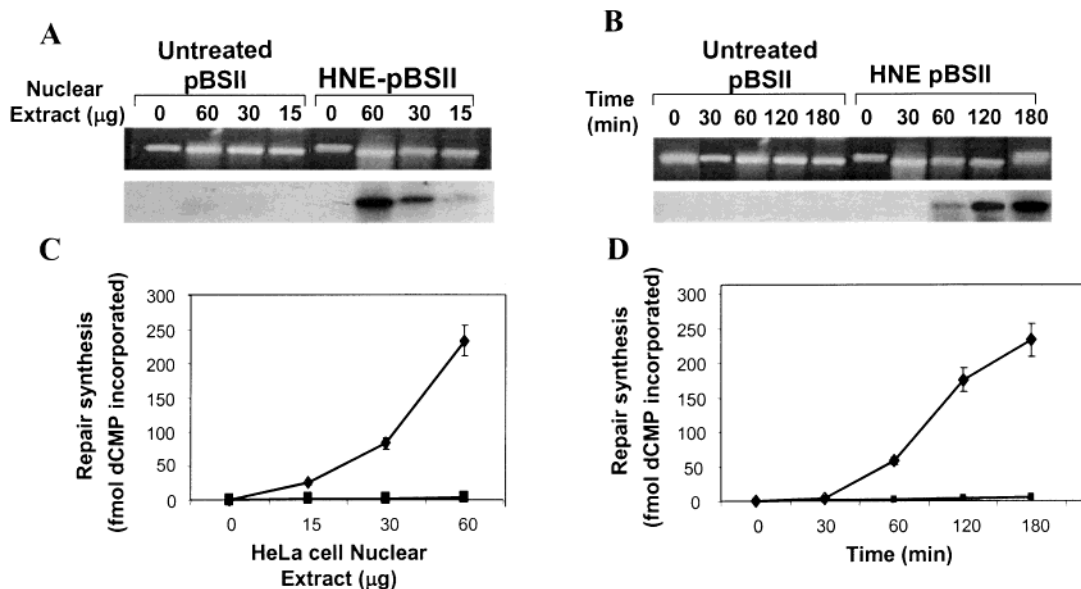 A
Untreated
pBSII
HNE-pBSII
Nuclear
Extract (µg)
0 60 30 15 0 60 30 15
B
Untreated
pBSII
HNE pBSII
Time
(min)
0 30 60 120 180 0 30 60 120 180
C
Repair synthesis
(fmol dCMP incorporated)
300
250
200
150
100
50
0
0 15 30 60
HeLa cell Nuclear
Extract (µg)
D
Repair synthesis
(fmol dCMP incorporated)
300
250
200
150
100
50
0
0 30 60 120 180
Time (min)